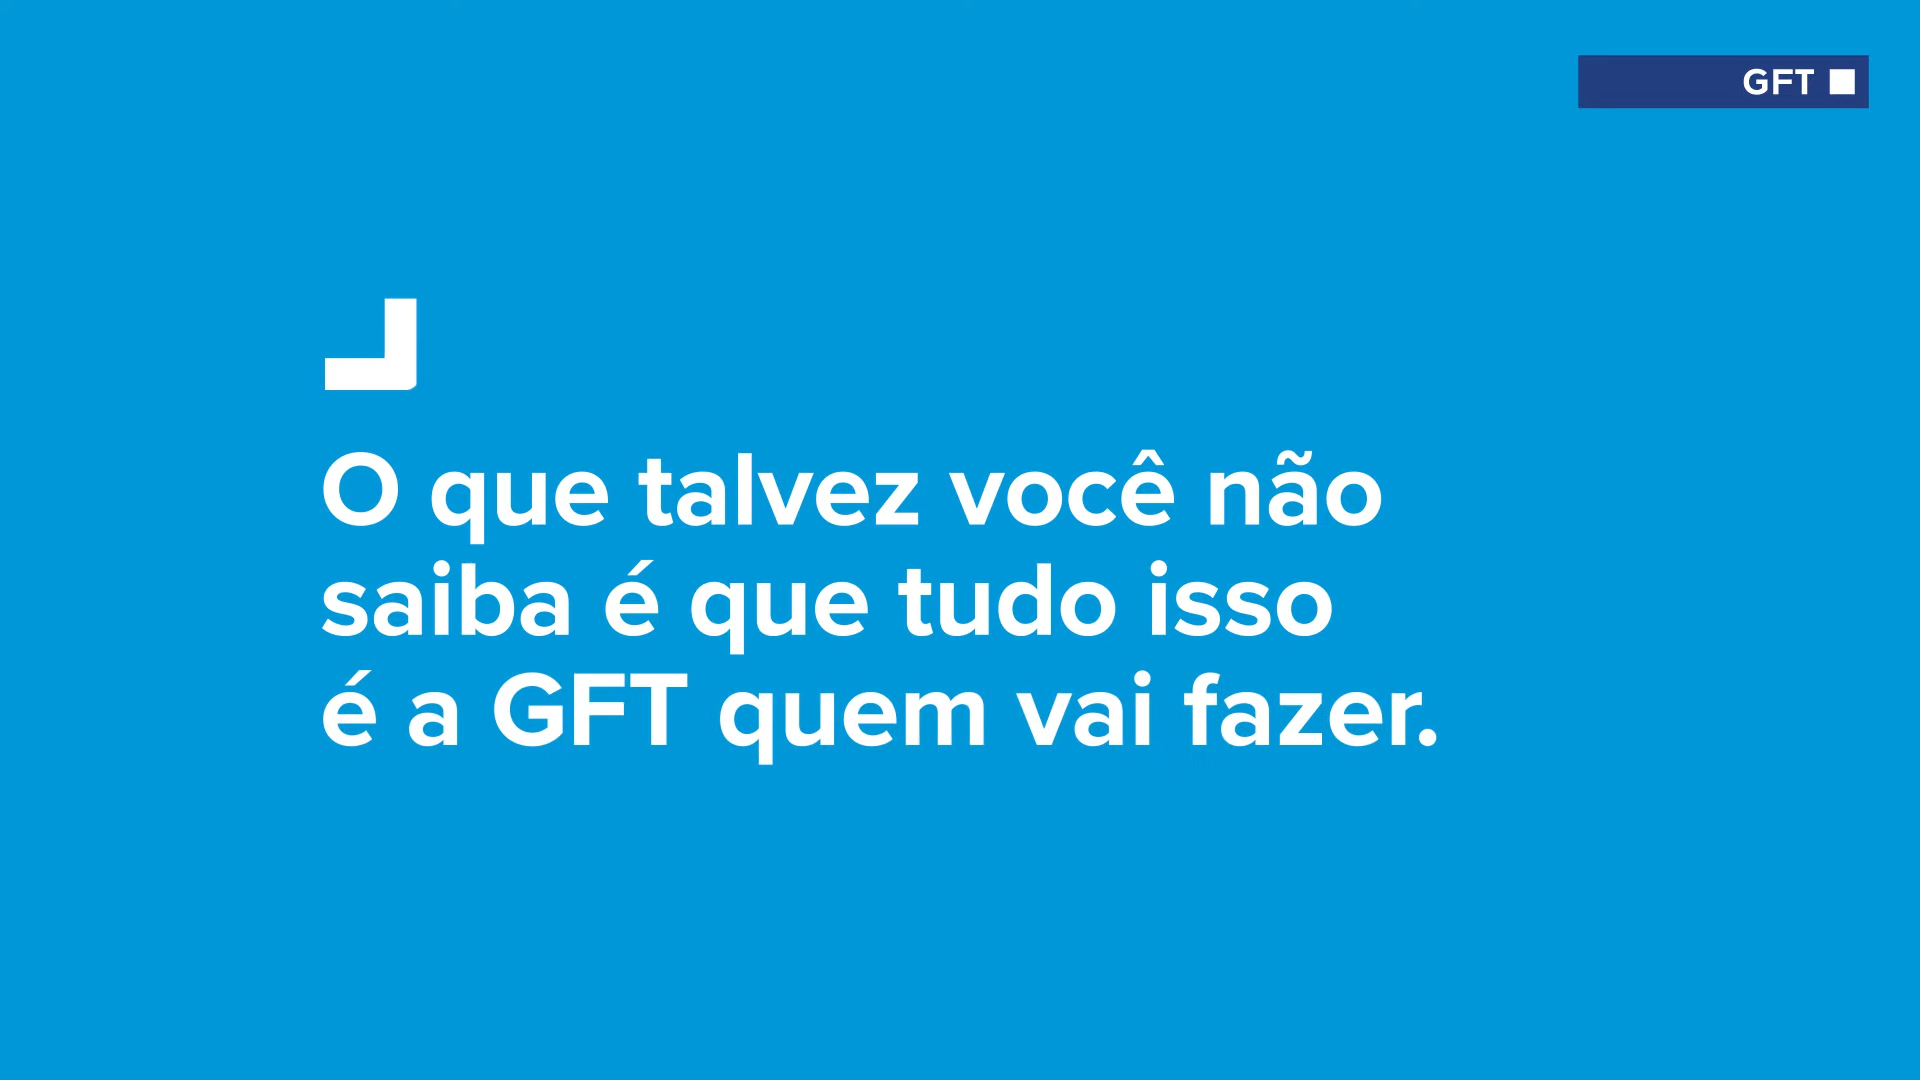 GFT
O que talvez você não
saiba é que tudo isso
é a GFT quem vai fazer.